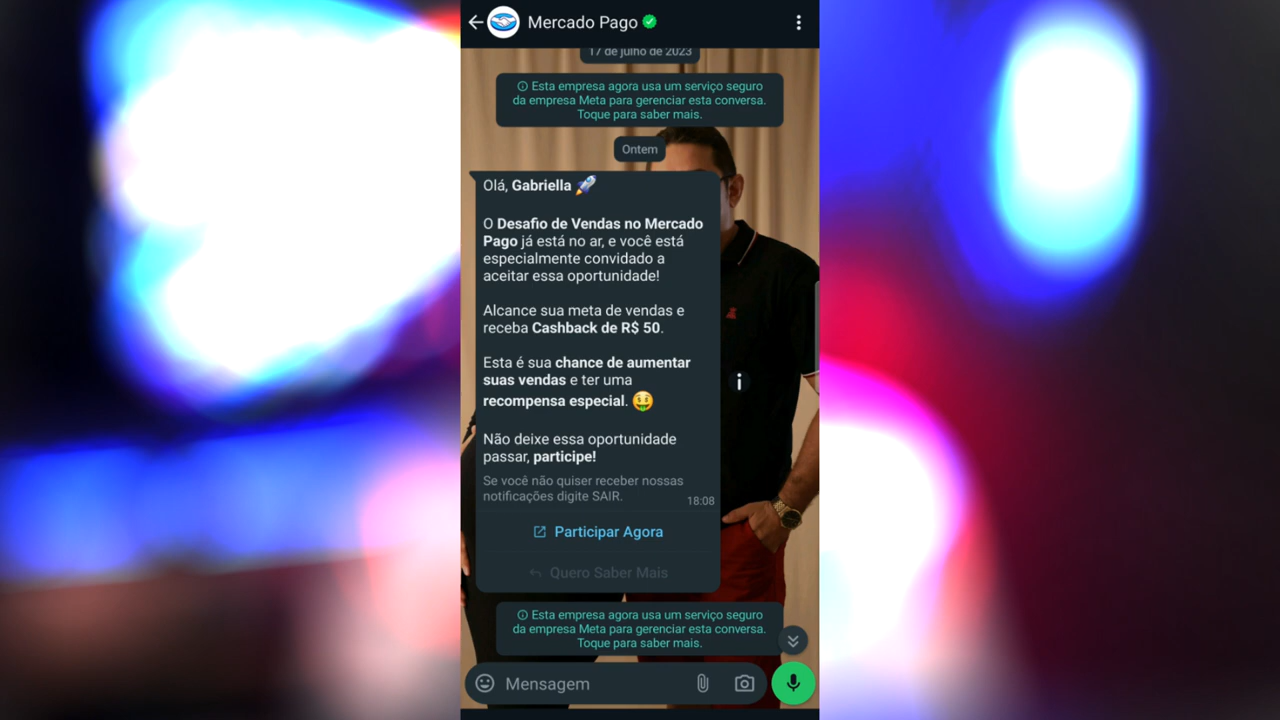 Mercado Pago
17 de julho de 2023
Esta empresa agora usa um serviço seguro
da empresa Meta para gerenciar esta conversa.
Toque para saber mais.
Ontem
Olá, Gabriella 🚀
O Desafio de Vendas no Mercado
Pago já está no ar, e você está
especialmente convidado a
aceitar essa oportunidade!
Alcance sua meta de vendas e
receba Cashback de R$ 50.
Esta é sua chance de aumentar
suas vendas e ter uma
recompensa especial. 🤑
Não deixe essa oportunidade
passar, participe!
Se você não quiser receber nossas
notificações digite SAIR.
18:08
Participar Agora
Quero Saber Mais
Esta empresa agora usa um serviço seguro
da empresa Meta para gerenciar esta conversa.
Toque para saber mais.
Mensagem